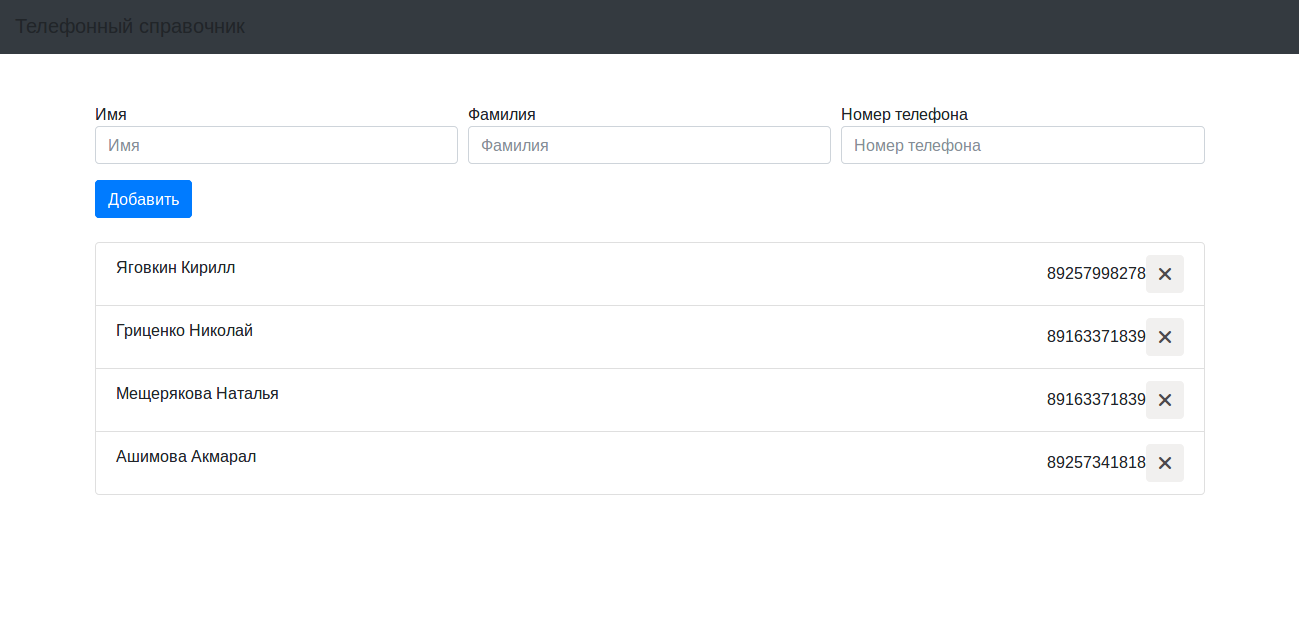 Телефонный справочник
Имя Фамилия Номер телефона
Имя Фамилия Номер телефона
Добавить
Яговкин Кирилл 89257998278
Гриценко Николай 89163371839
Мещерякова Наталья 89163371839
Ашимова Акмарал 89257341818